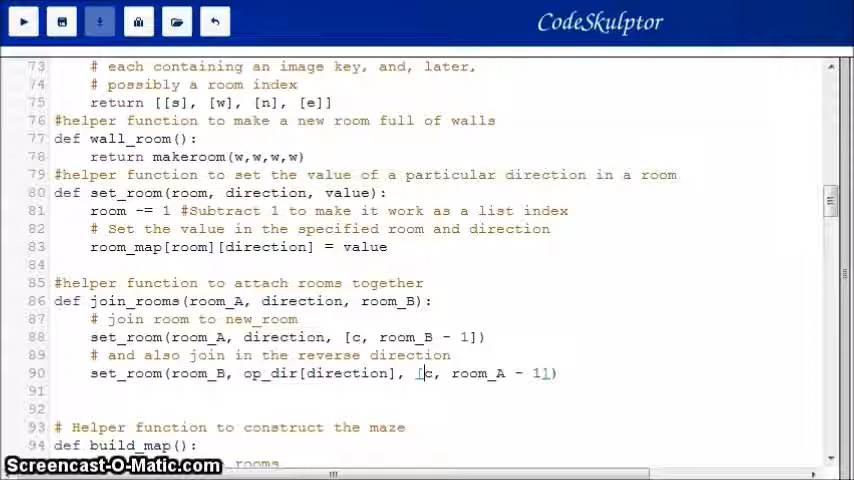 CodeSkulptor
73 # each containing an image key, and, later,
74 # possibly a room index
75 return [[s], [w], [n], [e]]
76 #helper function to make a new room full of walls
77 def wall_room():
78 return makeroom(w,w,w,w)
79 #helper function to set the value of a particular direction in a room
80 def set_room(room, direction, value):
81 room -= 1 #Subtract 1 to make it work as a list index
82 # Set the value in the specified room and direction
83 room_map[room][direction] = value
84
85 #helper function to attach rooms together
86 def join_rooms(room_A, direction, room_B):
87 # join room to new_room
88 set_room(room_A, direction, [c, room_B - 1])
89 # and also join in the reverse direction
90 set_room(room_B, op_dir[direction], [c, room_A - 1])
91
92
93 # Helper function to construct the maze
94 def build_map():
Screencast-O-Matic.com